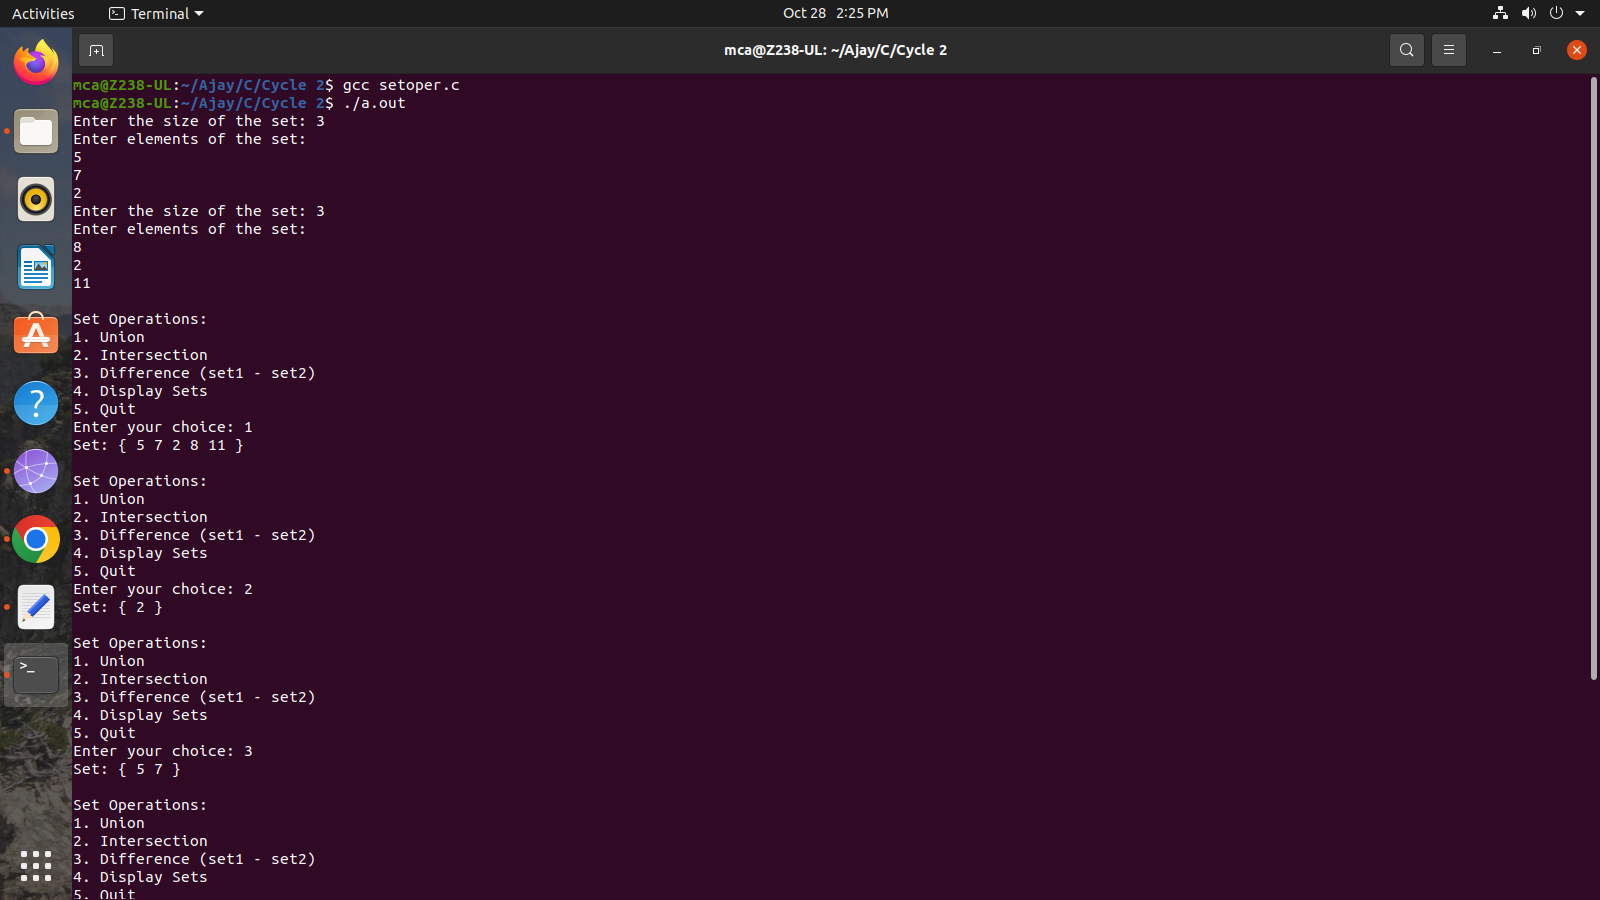 Activities Terminal Oct 28 2:25 PM
mca@Z238-UL: ~/Ajay/C/Cycle 2
mca@Z238-UL:~/Ajay/C/Cycle 2$ gcc setoper.c
mca@Z238-UL:~/Ajay/C/Cycle 2$ ./a.out
Enter the size of the set: 3
Enter elements of the set:
5
7
2
Enter the size of the set: 3
Enter elements of the set:
8
2
11
Set Operations:
1. Union
2. Intersection
3. Difference (set1 - set2)
4. Display Sets
5. Quit
Enter your choice: 1
Set: { 5 7 2 8 11 }
Set Operations:
1. Union
2. Intersection
3. Difference (set1 - set2)
4. Display Sets
5. Quit
Enter your choice: 2
Set: { 2 }
Set Operations:
1. Union
2. Intersection
3. Difference (set1 - set2)
4. Display Sets
5. Quit
Enter your choice: 3
Set: { 5 7 }
Set Operations:
1. Union
2. Intersection
3. Difference (set1 - set2)
4. Display Sets
5. Quit